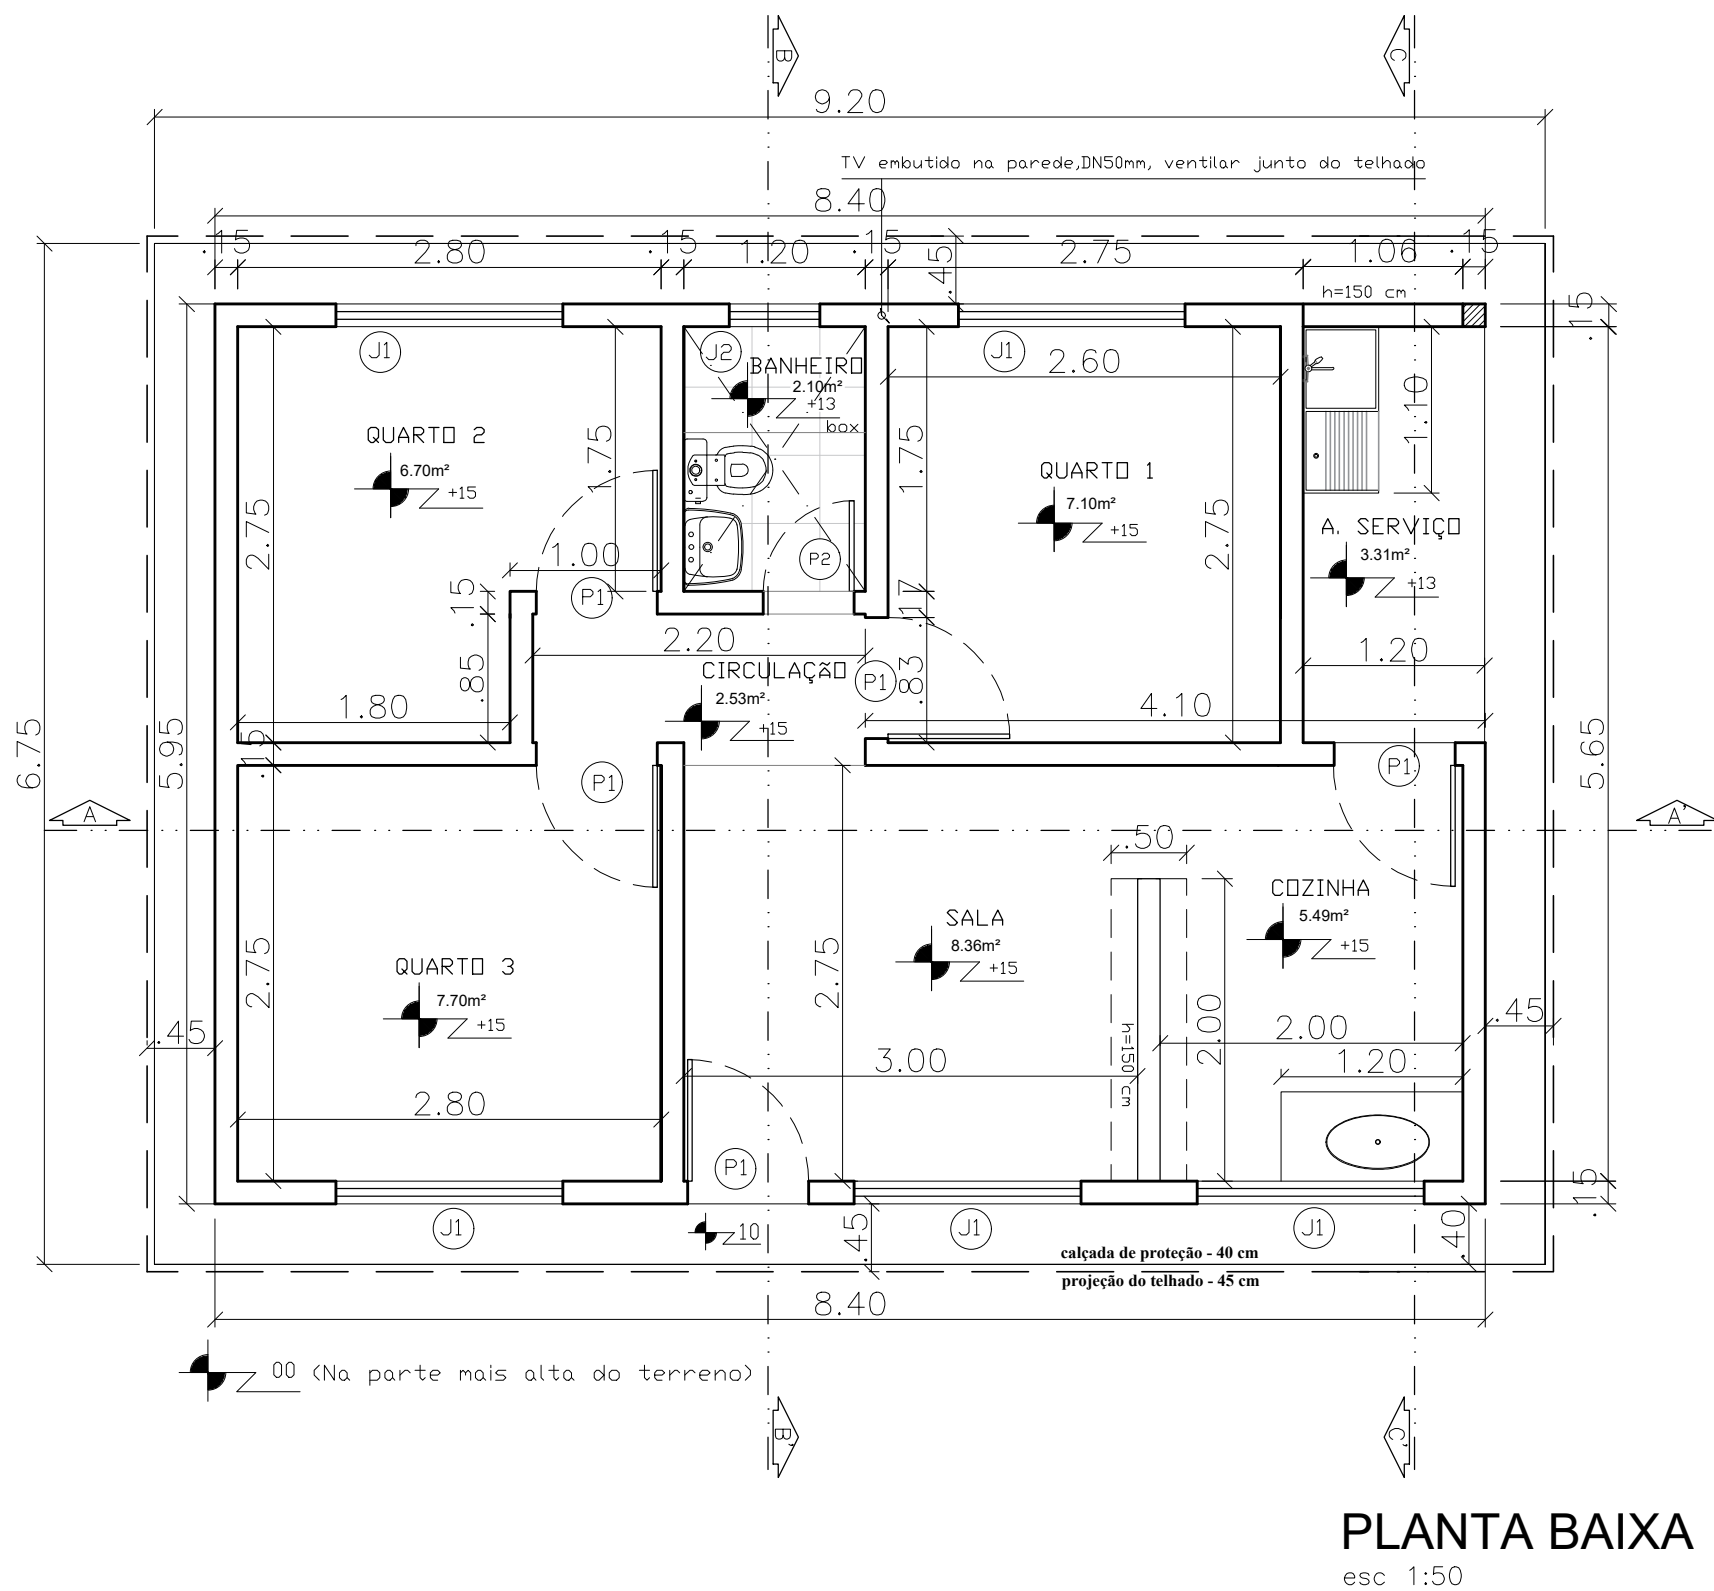 B
C
9.20
TV embutido na parede,DN50mm, ventilar junto do telhado
8.40
.15
2.80
.15
1.20
.15
.45
2.75
1.06
.15
h=150 cm
.15
J1
J2
BANHEIRO
2.10m²
+13
box
J1
2.60
1.10
QUARTO 2
6.70m²
+15
1.75
1.75
QUARTO 1
7.10m²
+15
2.75
2.75
A. SERVIÇO
3.31m²
+13
1.00
P1
P2
.15
.17
2.20
CIRCULAÇÃO
2.53m²
+15
.85
P1
.83
1.20
1.80
4.10
6.75
5.95
.15
5.65
P1
P1
A
A'
.50
COZINHA
5.49m²
+15
SALA
8.36m²
+15
QUARTO 3
7.70m²
+15
2.75
2.75
.45
.45
3.00
h=150 cm
2.00
2.00
1.20
2.80
P1
.15
J1
10
.45
J1
J1
.40
calçada de proteção - 40 cm
projeção do telhado - 45 cm
8.40
00 (Na parte mais alta do terreno)
B'
C'
PLANTA BAIXA
esc 1:50